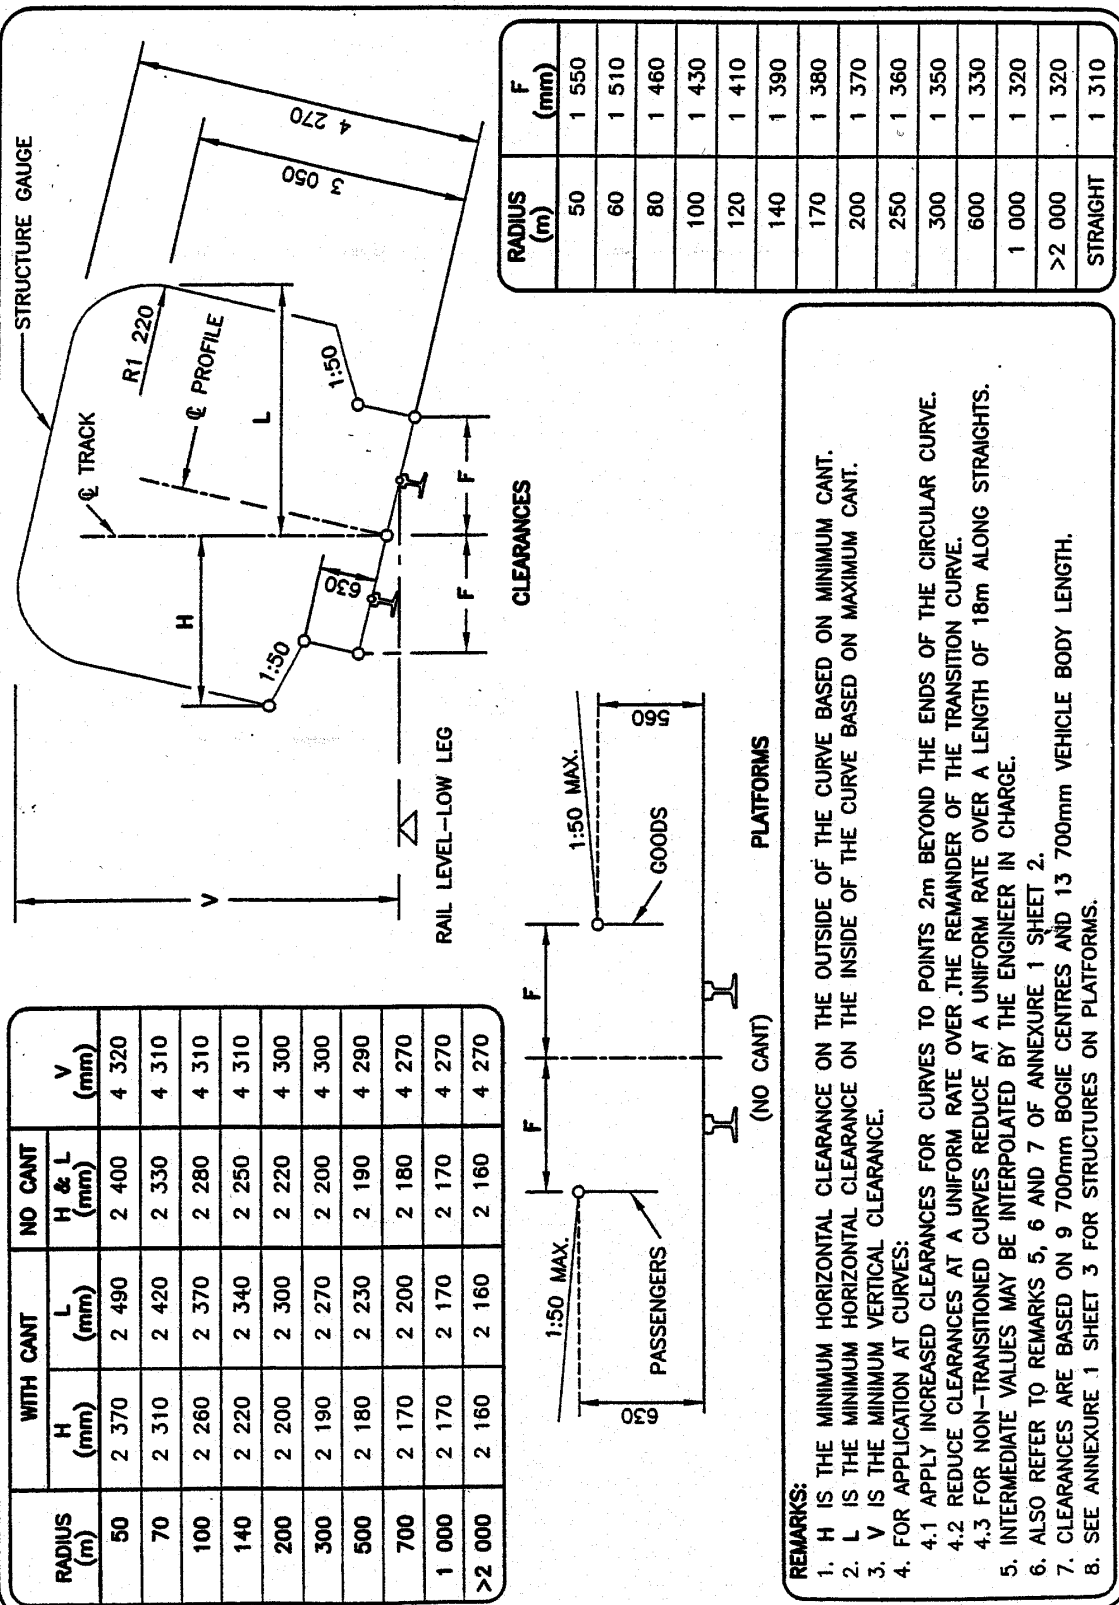 WITH CANT NO CANT
RADIUS (m) H (mm) L (mm) H & L (mm) V (mm)
50 2 370 2 490 2 400 4 320
70 2 310 2 420 2 330 4 310
100 2 260 2 370 2 280 4 310
140 2 220 2 340 2 250 4 310
200 2 200 2 300 2 220 4 300
300 2 190 2 270 2 200 4 300
500 2 180 2 230 2 190 4 290
700 2 170 2 200 2 180 4 270
1 000 2 170 2 170 2 170 4 270
>2 000 2 160 2 160 2 160 4 270
STRUCTURE GAUGE
℄ TRACK
R1 220
℄ PROFILE
4 270
3 050
V
H
L
1:50
630
1:50
F
F
RAIL LEVEL-LOW LEG
CLEARANCES
RADIUS (m) F (mm)
50 1 550
60 1 510
80 1 460
100 1 430
120 1 410
140 1 390
170 1 380
200 1 370
250 1 360
300 1 350
600 1 330
1 000 1 320
>2 000 1 320
STRAIGHT 1 310
1:50 MAX.
F
F
1:50 MAX.
630
PASSENGERS
GOODS
560
(NO CANT)
PLATFORMS
REMARKS:
1. H IS THE MINIMUM HORIZONTAL CLEARANCE ON THE OUTSIDE OF THE CURVE BASED ON MINIMUM CANT.
2. L IS THE MINIMUM HORIZONTAL CLEARANCE ON THE INSIDE OF THE CURVE BASED ON MAXIMUM CANT.
3. V IS THE MINIMUM VERTICAL CLEARANCE.
4. FOR APPLICATION AT CURVES:
4.1 APPLY INCREASED CLEARANCES FOR CURVES TO POINTS 2m BEYOND THE ENDS OF THE CIRCULAR CURVE.
4.2 REDUCE CLEARANCES AT A UNIFORM RATE OVER THE REMAINDER OF THE TRANSITION CURVE.
4.3 FOR NON-TRANSITIONED CURVES REDUCE AT A UNIFORM RATE OVER A LENGTH OF 18m ALONG STRAIGHTS.
5. INTERMEDIATE VALUES MAY BE INTERPOLATED BY THE ENGINEER IN CHARGE.
6. ALSO REFER TO REMARKS 5, 6 AND 7 OF ANNEXURE 1 SHEET 2.
7. CLEARANCES ARE BASED ON 9 700mm BOGIE CENTRES AND 13 700mm VEHICLE BODY LENGTH.
8. SEE ANNEXURE 1 SHEET 3 FOR STRUCTURES ON PLATFORMS.